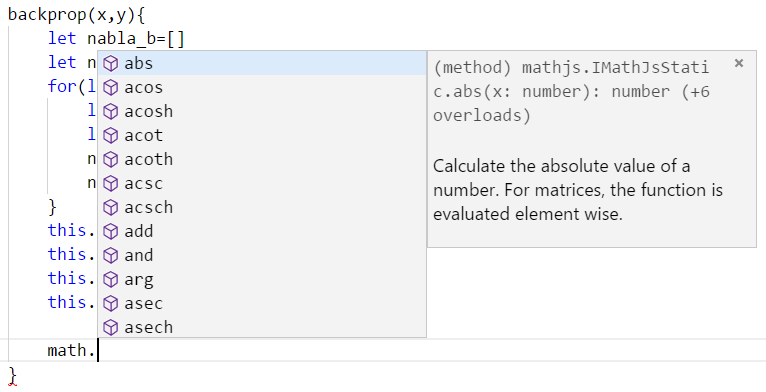 backprop(x,y){
let nabla_b=[]
let n
for(l
l
l
n
n
}
this.
this.
this.
this.
math.
}
abs
acos
acosh
acot
acoth
acsc
acsch
add
and
arg
asec
asech
(method) mathjs.IMathJsStati
c.abs(x: number): number (+6
overloads)
×
Calculate the absolute value of a
number. For matrices, the function is
evaluated element wise.